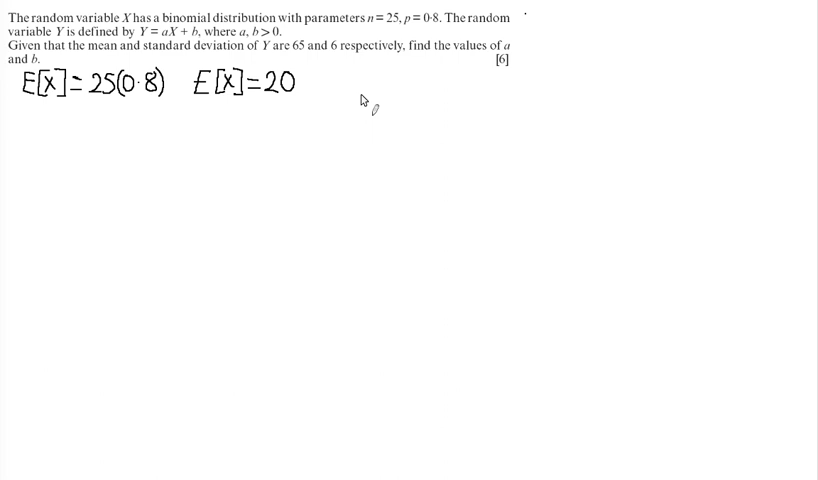 The random variable X has a binomial distribution with parameters n = 25, p = 0·8. The random
variable Y is defined by Y = aX + b, where a, b > 0.
Given that the mean and standard deviation of Y are 65 and 6 respectively, find the values of a
and b. [6]
E[X] = 25(0·8) E[X] = 20